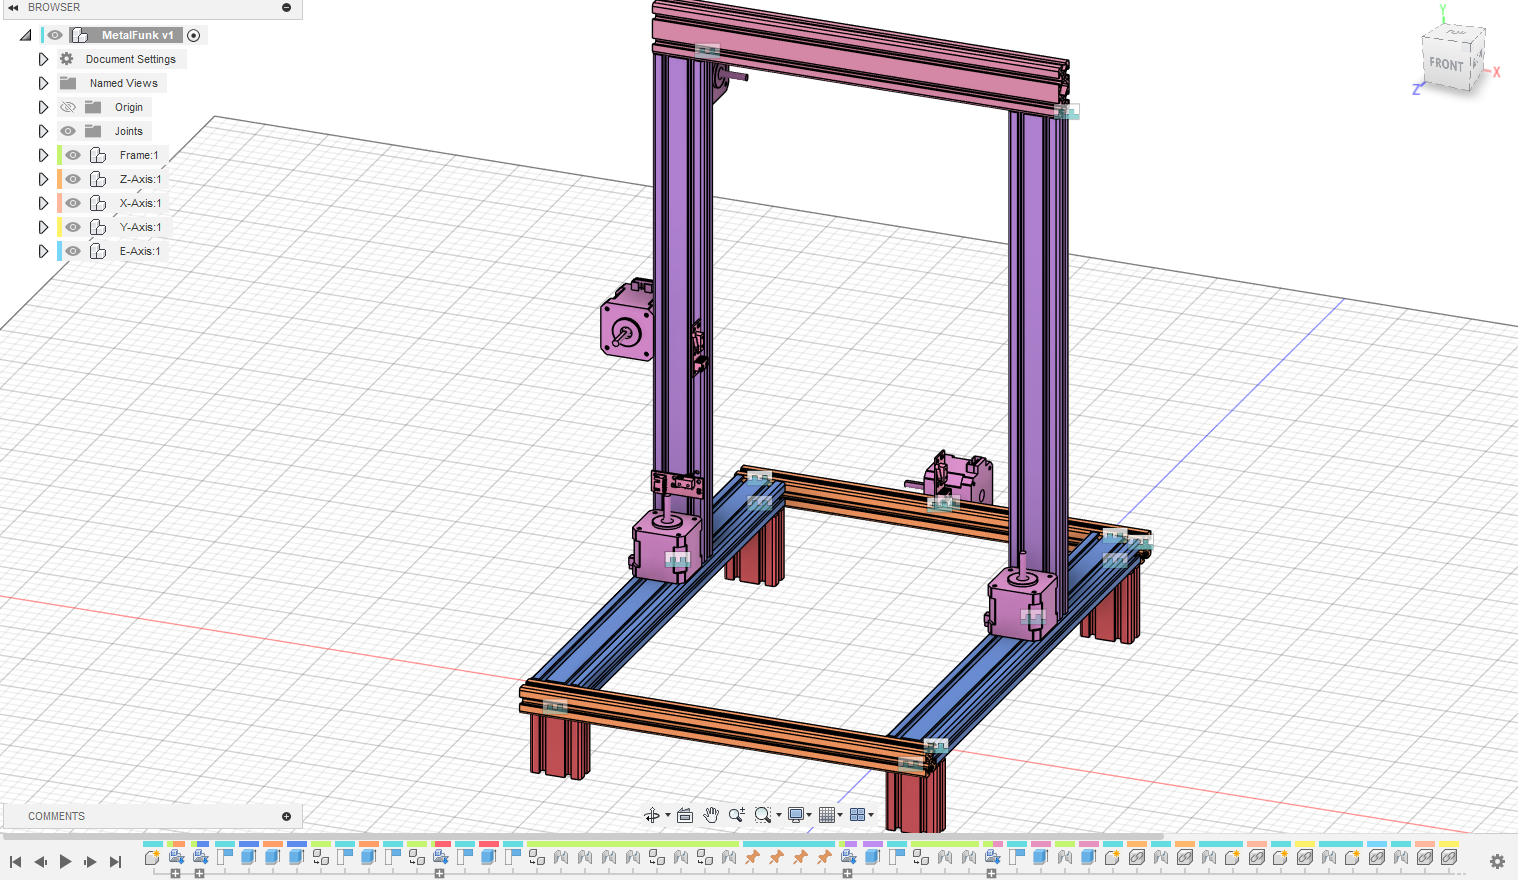 BROWSER
MetalFunk v1
Document Settings
Named Views
Origin
Joints
Frame:1
Z-Axis:1
X-Axis:1
Y-Axis:1
E-Axis:1
Y
TOP
FRONT
X
Z
COMMENTS